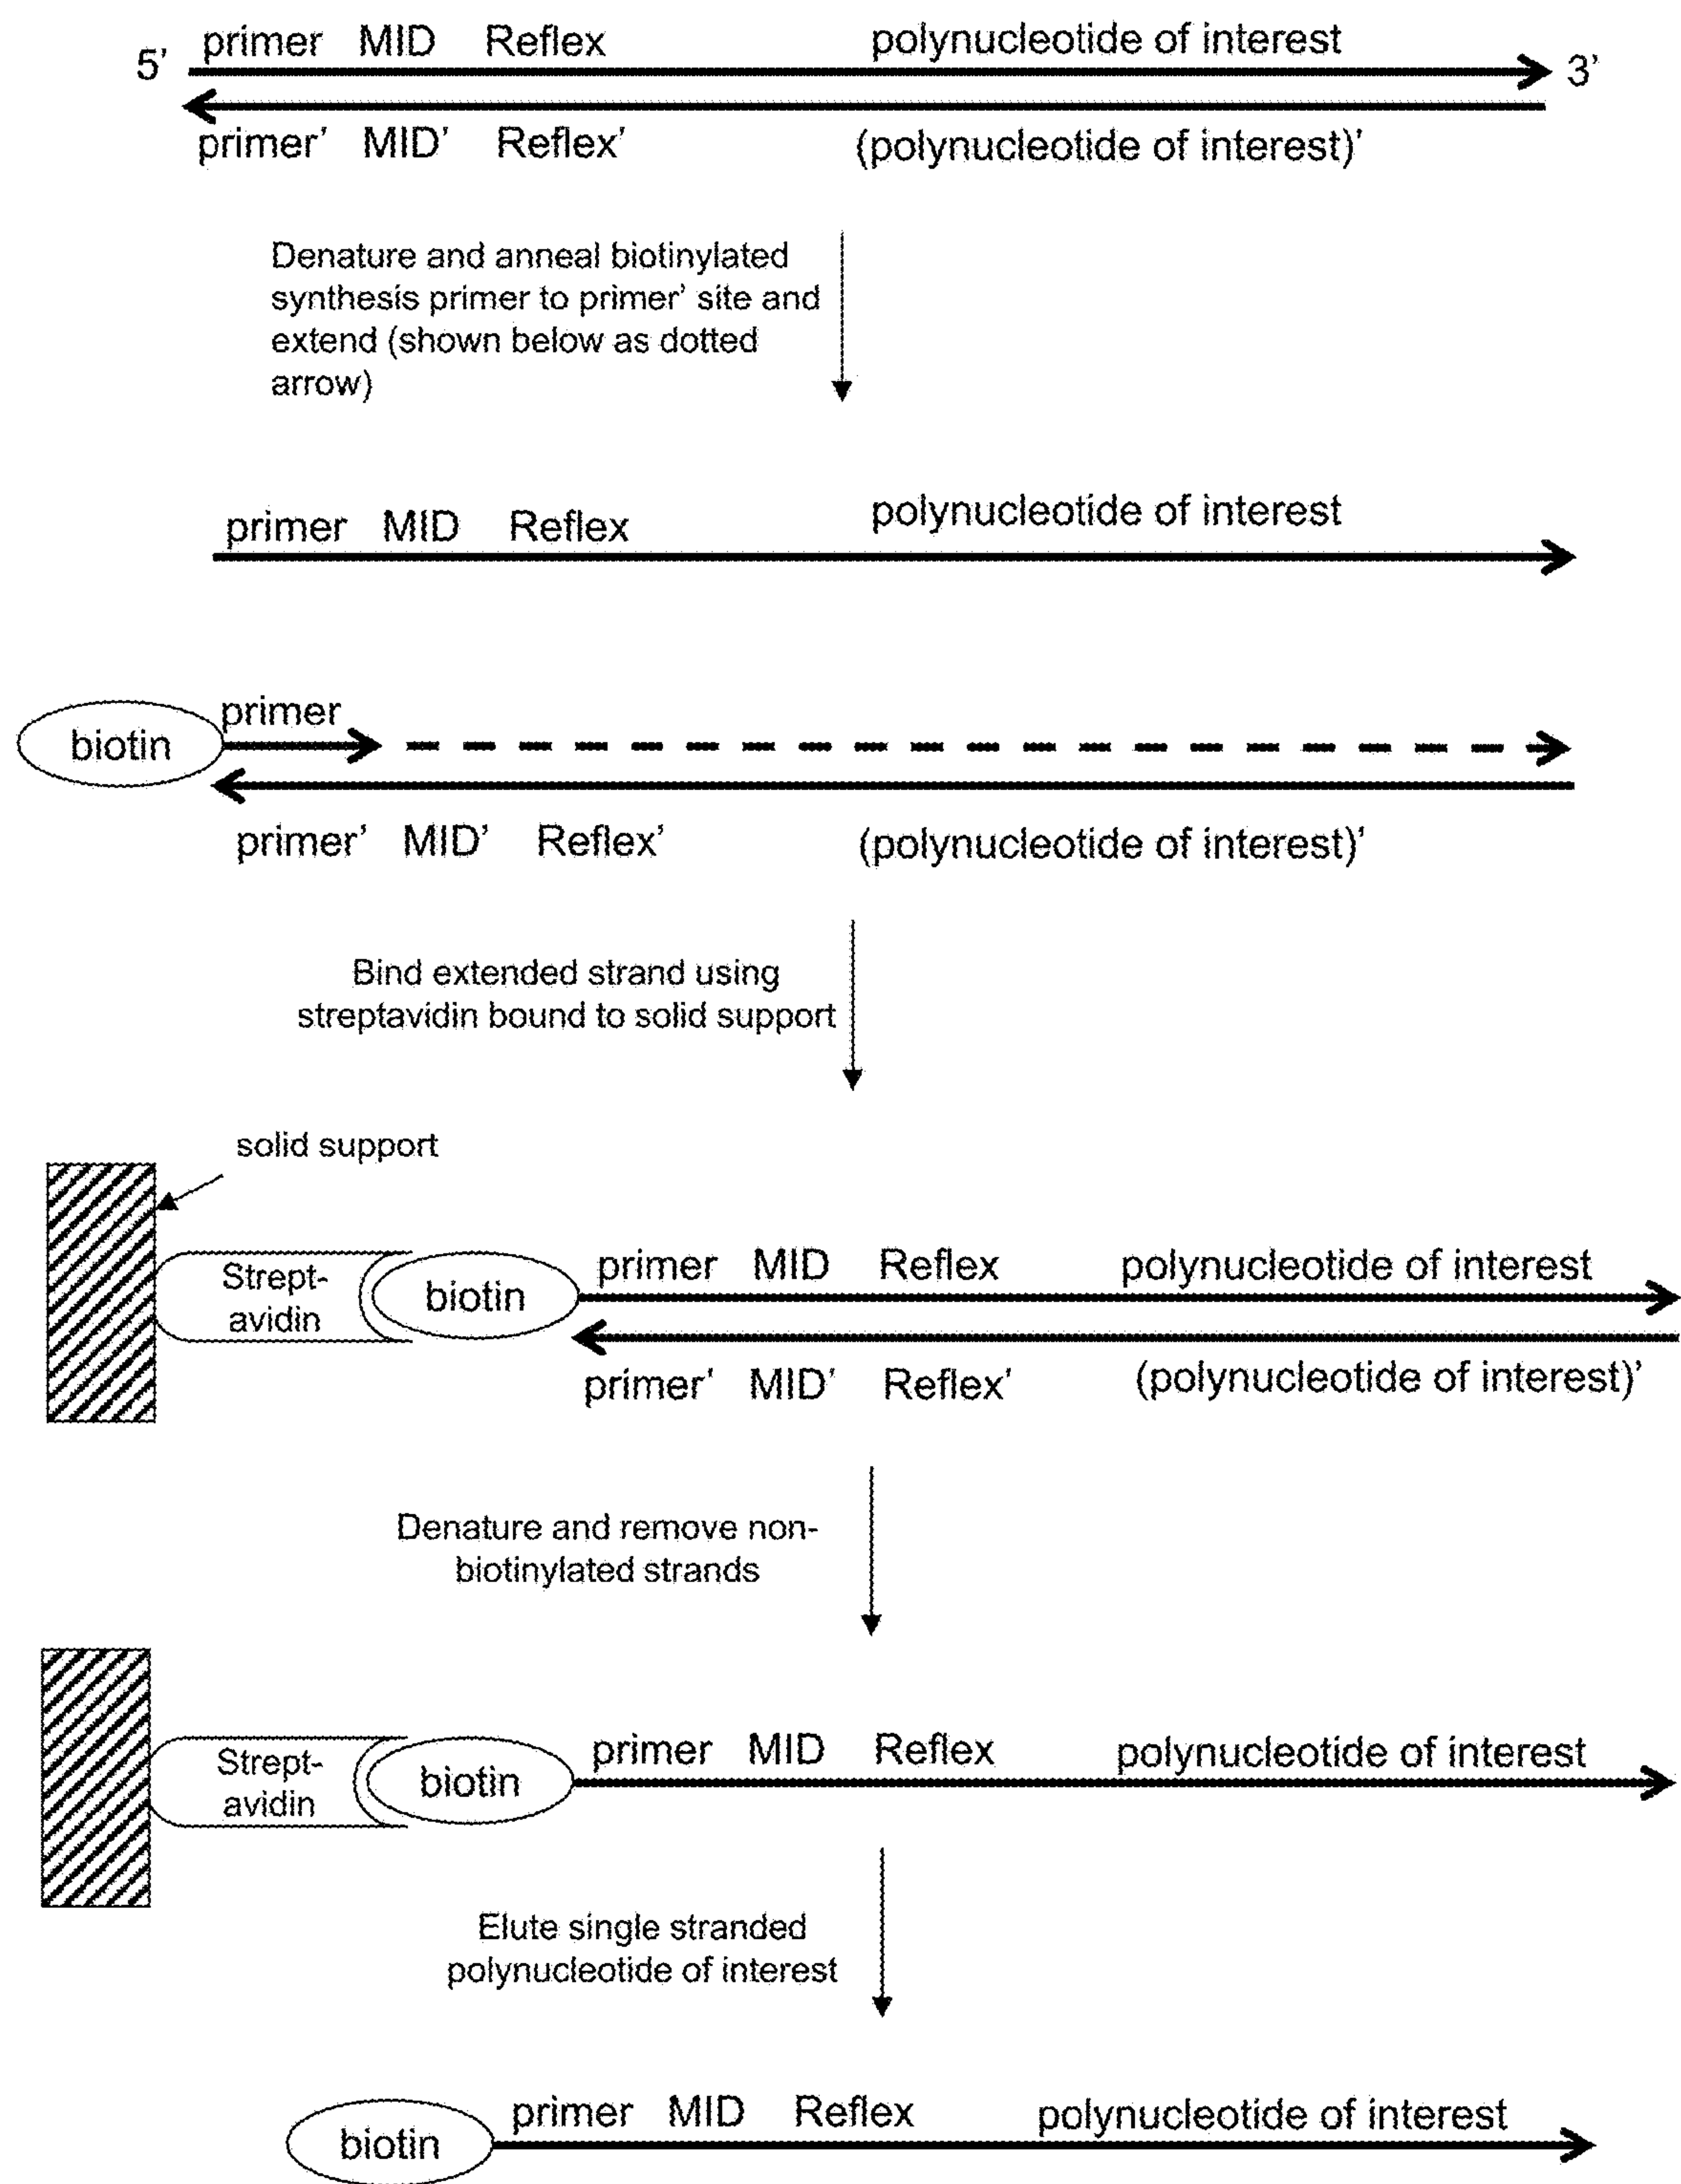 primer MID Reflex polynucleotide of interest
5’ 3’
primer’ MID’ Reflex’ (polynucleotide of interest)’
Denature and anneal biotinylated
synthesis primer to primer’ site and
extend (shown below as dotted
arrow)
primer MID Reflex polynucleotide of interest
primer
biotin
primer’ MID’ Reflex’ (polynucleotide of interest)’
Bind extended strand using
streptavidin bound to solid support
solid support
primer MID Reflex polynucleotide of interest
Strept-
avidin
biotin
primer’ MID’ Reflex’ (polynucleotide of interest)’
Denature and remove non-
biotinylated strands
primer MID Reflex polynucleotide of interest
Strept-
avidin
biotin
Elute single stranded
polynucleotide of interest
primer MID Reflex polynucleotide of interest
biotin